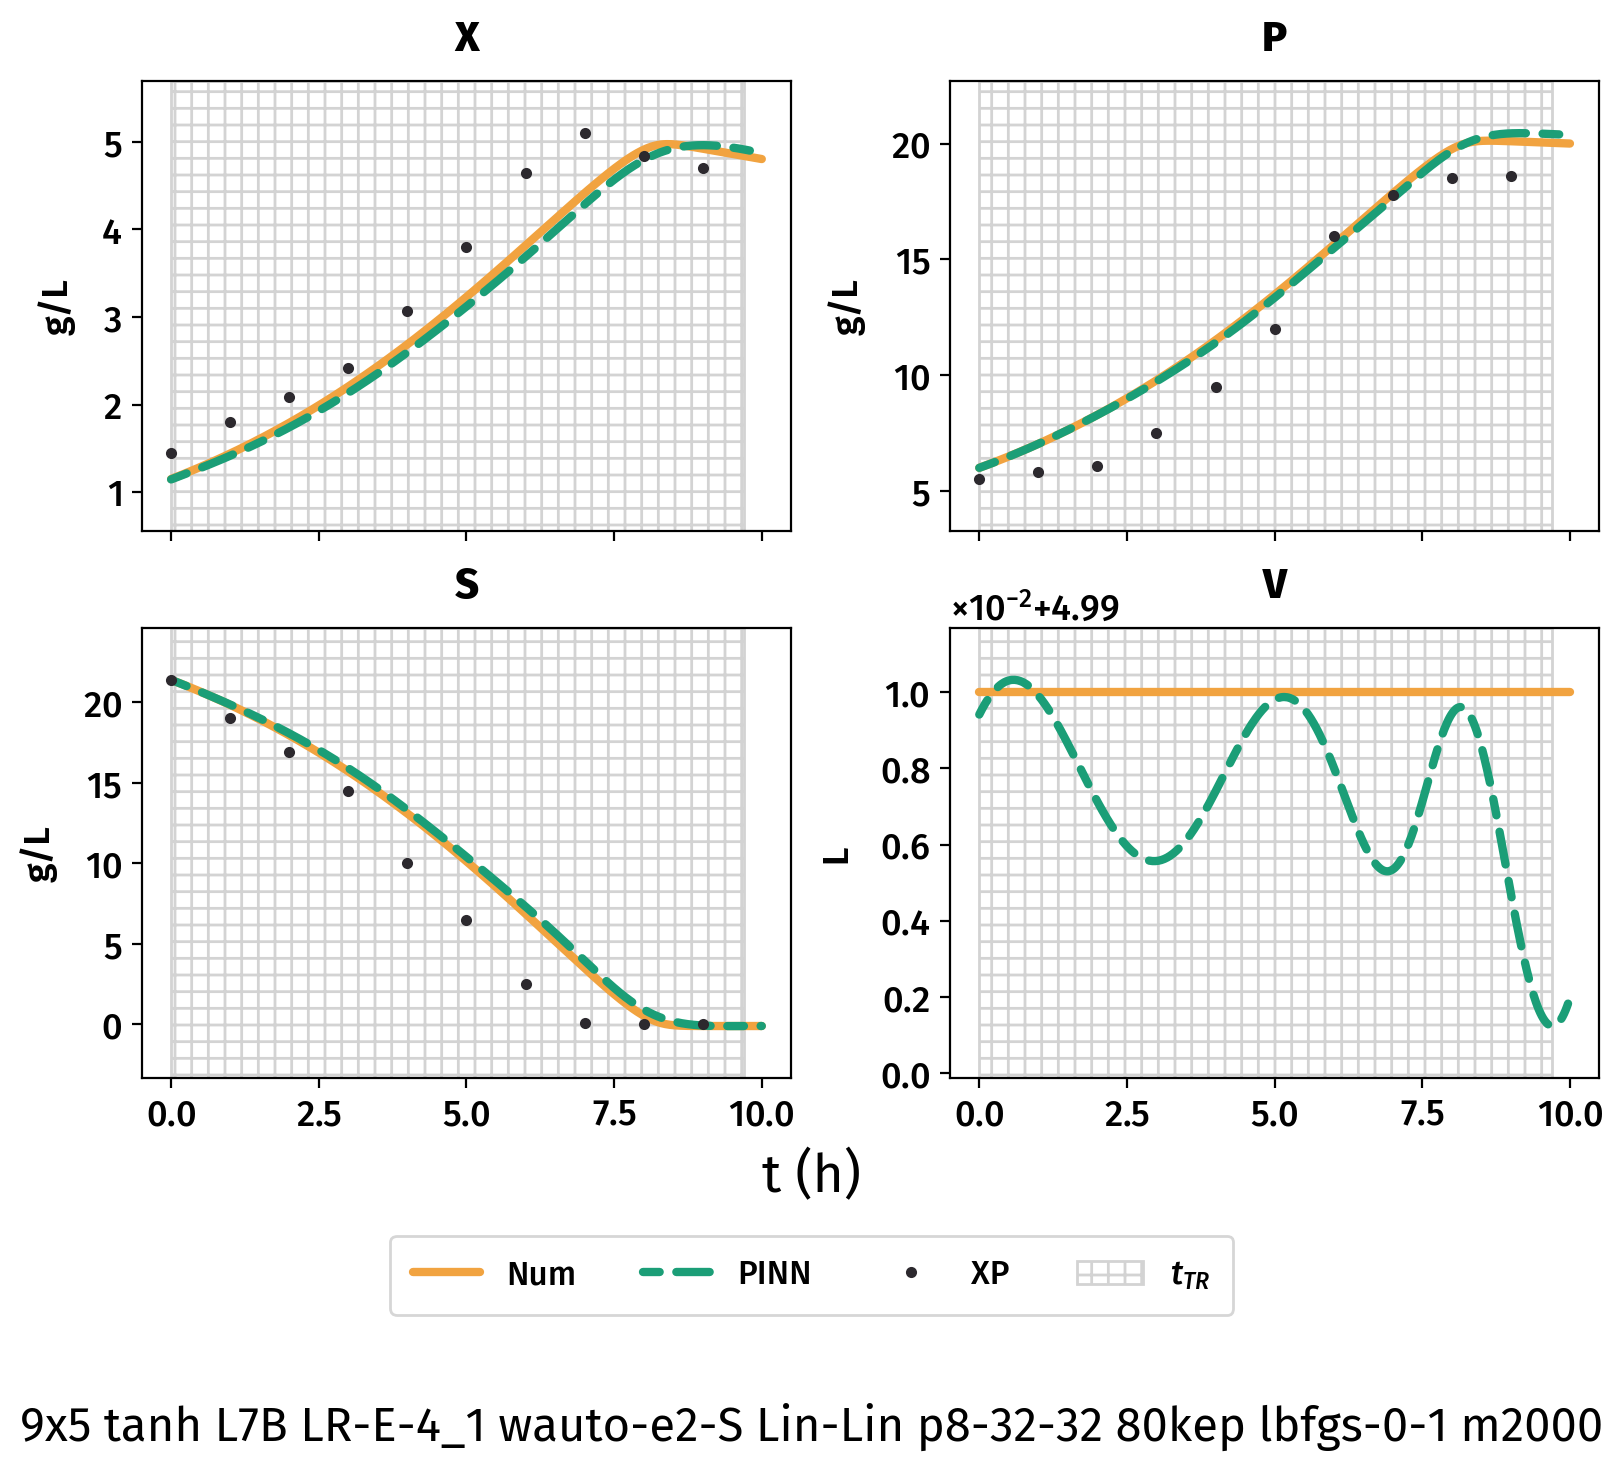 X
P
5
4
3
2
1
g/L
20
15
10
5
g/L
S
V
×10⁻²+4.99
20
15
10
5
0
g/L
1.0
0.8
0.6
0.4
0.2
0.0
L
0.0 2.5 5.0 7.5 10.0
0.0 2.5 5.0 7.5 10.0
t (h)
Num PINN XP t_TR
9x5 tanh L7B LR-E-4_1 wauto-e2-S Lin-Lin p8-32-32 80kep lbfgs-0-1 m2000